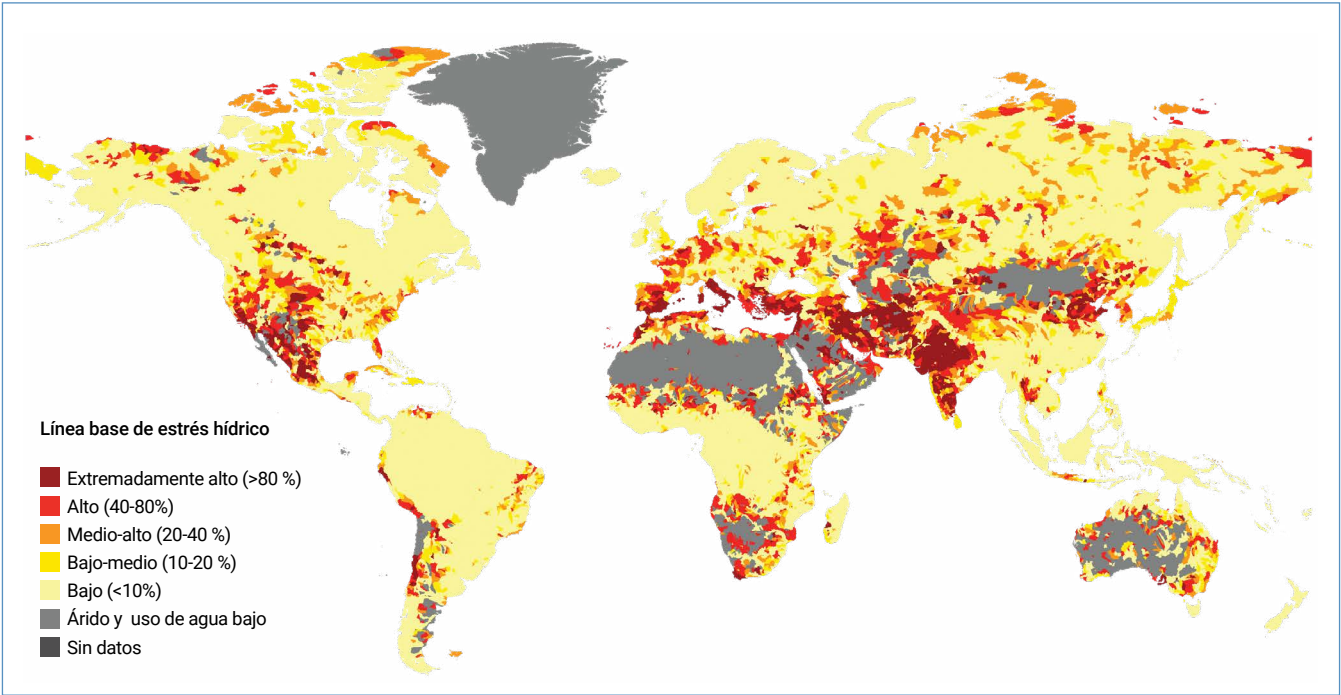 Línea base de estrés hídrico
Extremadamente alto (>80 %)
Alto (40-80%)
Medio-alto (20-40 %)
Bajo-medio (10-20 %)
Bajo (<10%)
Árido y uso de agua bajo
Sin datos